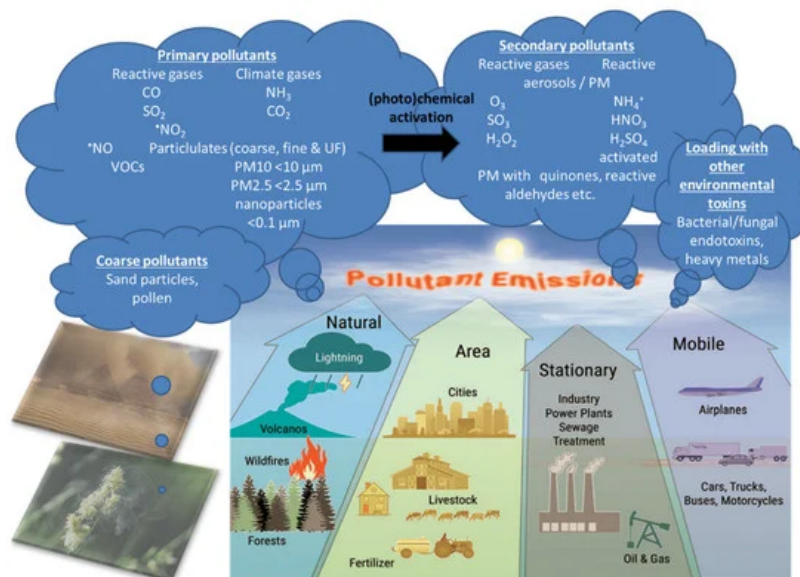 Primary pollutants
Reactive gases Climate gases
CO NH₃
SO₂ CO₂
•NO₂
•NO Particlulates (coarse, fine & UF)
VOCs PM10 <10 µm
PM2.5 <2.5 µm
nanoparticles
<0.1 µm
(photo)chemical
activation
Secondary pollutants
Reactive gases Reactive
aerosols / PM
O₃ NH₄⁺
SO₃ HNO₃
H₂O₂ H₂SO₄
activated
PM with quinones, reactive
aldehydes etc.
Loading with
other
environmental
toxins
Bacterial/fungal
endotoxins,
heavy metals
Coarse pollutants
Sand particles,
pollen
Pollutant Emissions
Natural
Lightning
Volcanos
Wildfires
Forests
Area
Cities
Livestock
Fertilizer
Stationary
Industry
Power Plants
Sewage
Treatment
Oil & Gas
Mobile
Airplanes
Cars, Trucks,
Buses, Motorcycles